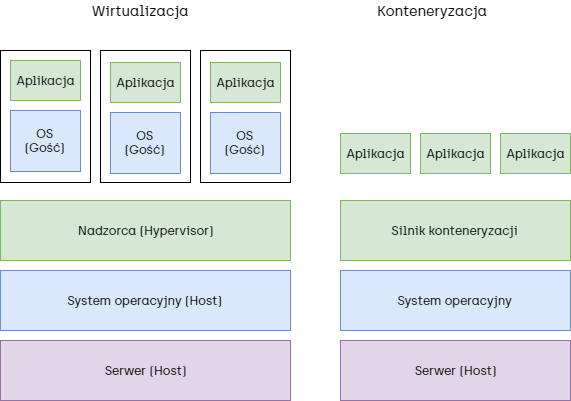 Wirtualizacja
Aplikacja
OS
(Gość)
Aplikacja
OS
(Gość)
Aplikacja
OS
(Gość)
Nadzorca (Hypervisor)
System operacyjny (Host)
Serwer (Host)
Konteneryzacja
Aplikacja
Aplikacja
Aplikacja
Silnik konteneryzacji
System operacyjny
Serwer (Host)